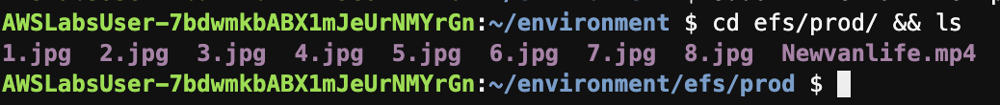 AWSLabsUser-7bdwmkbABX1mJeUrNMYrGn:~/environment $ cd efs/prod/ && ls
1.jpg 2.jpg 3.jpg 4.jpg 5.jpg 6.jpg 7.jpg 8.jpg Newvanlife.mp4
AWSLabsUser-7bdwmkbABX1mJeUrNMYrGn:~/environment/efs/prod $